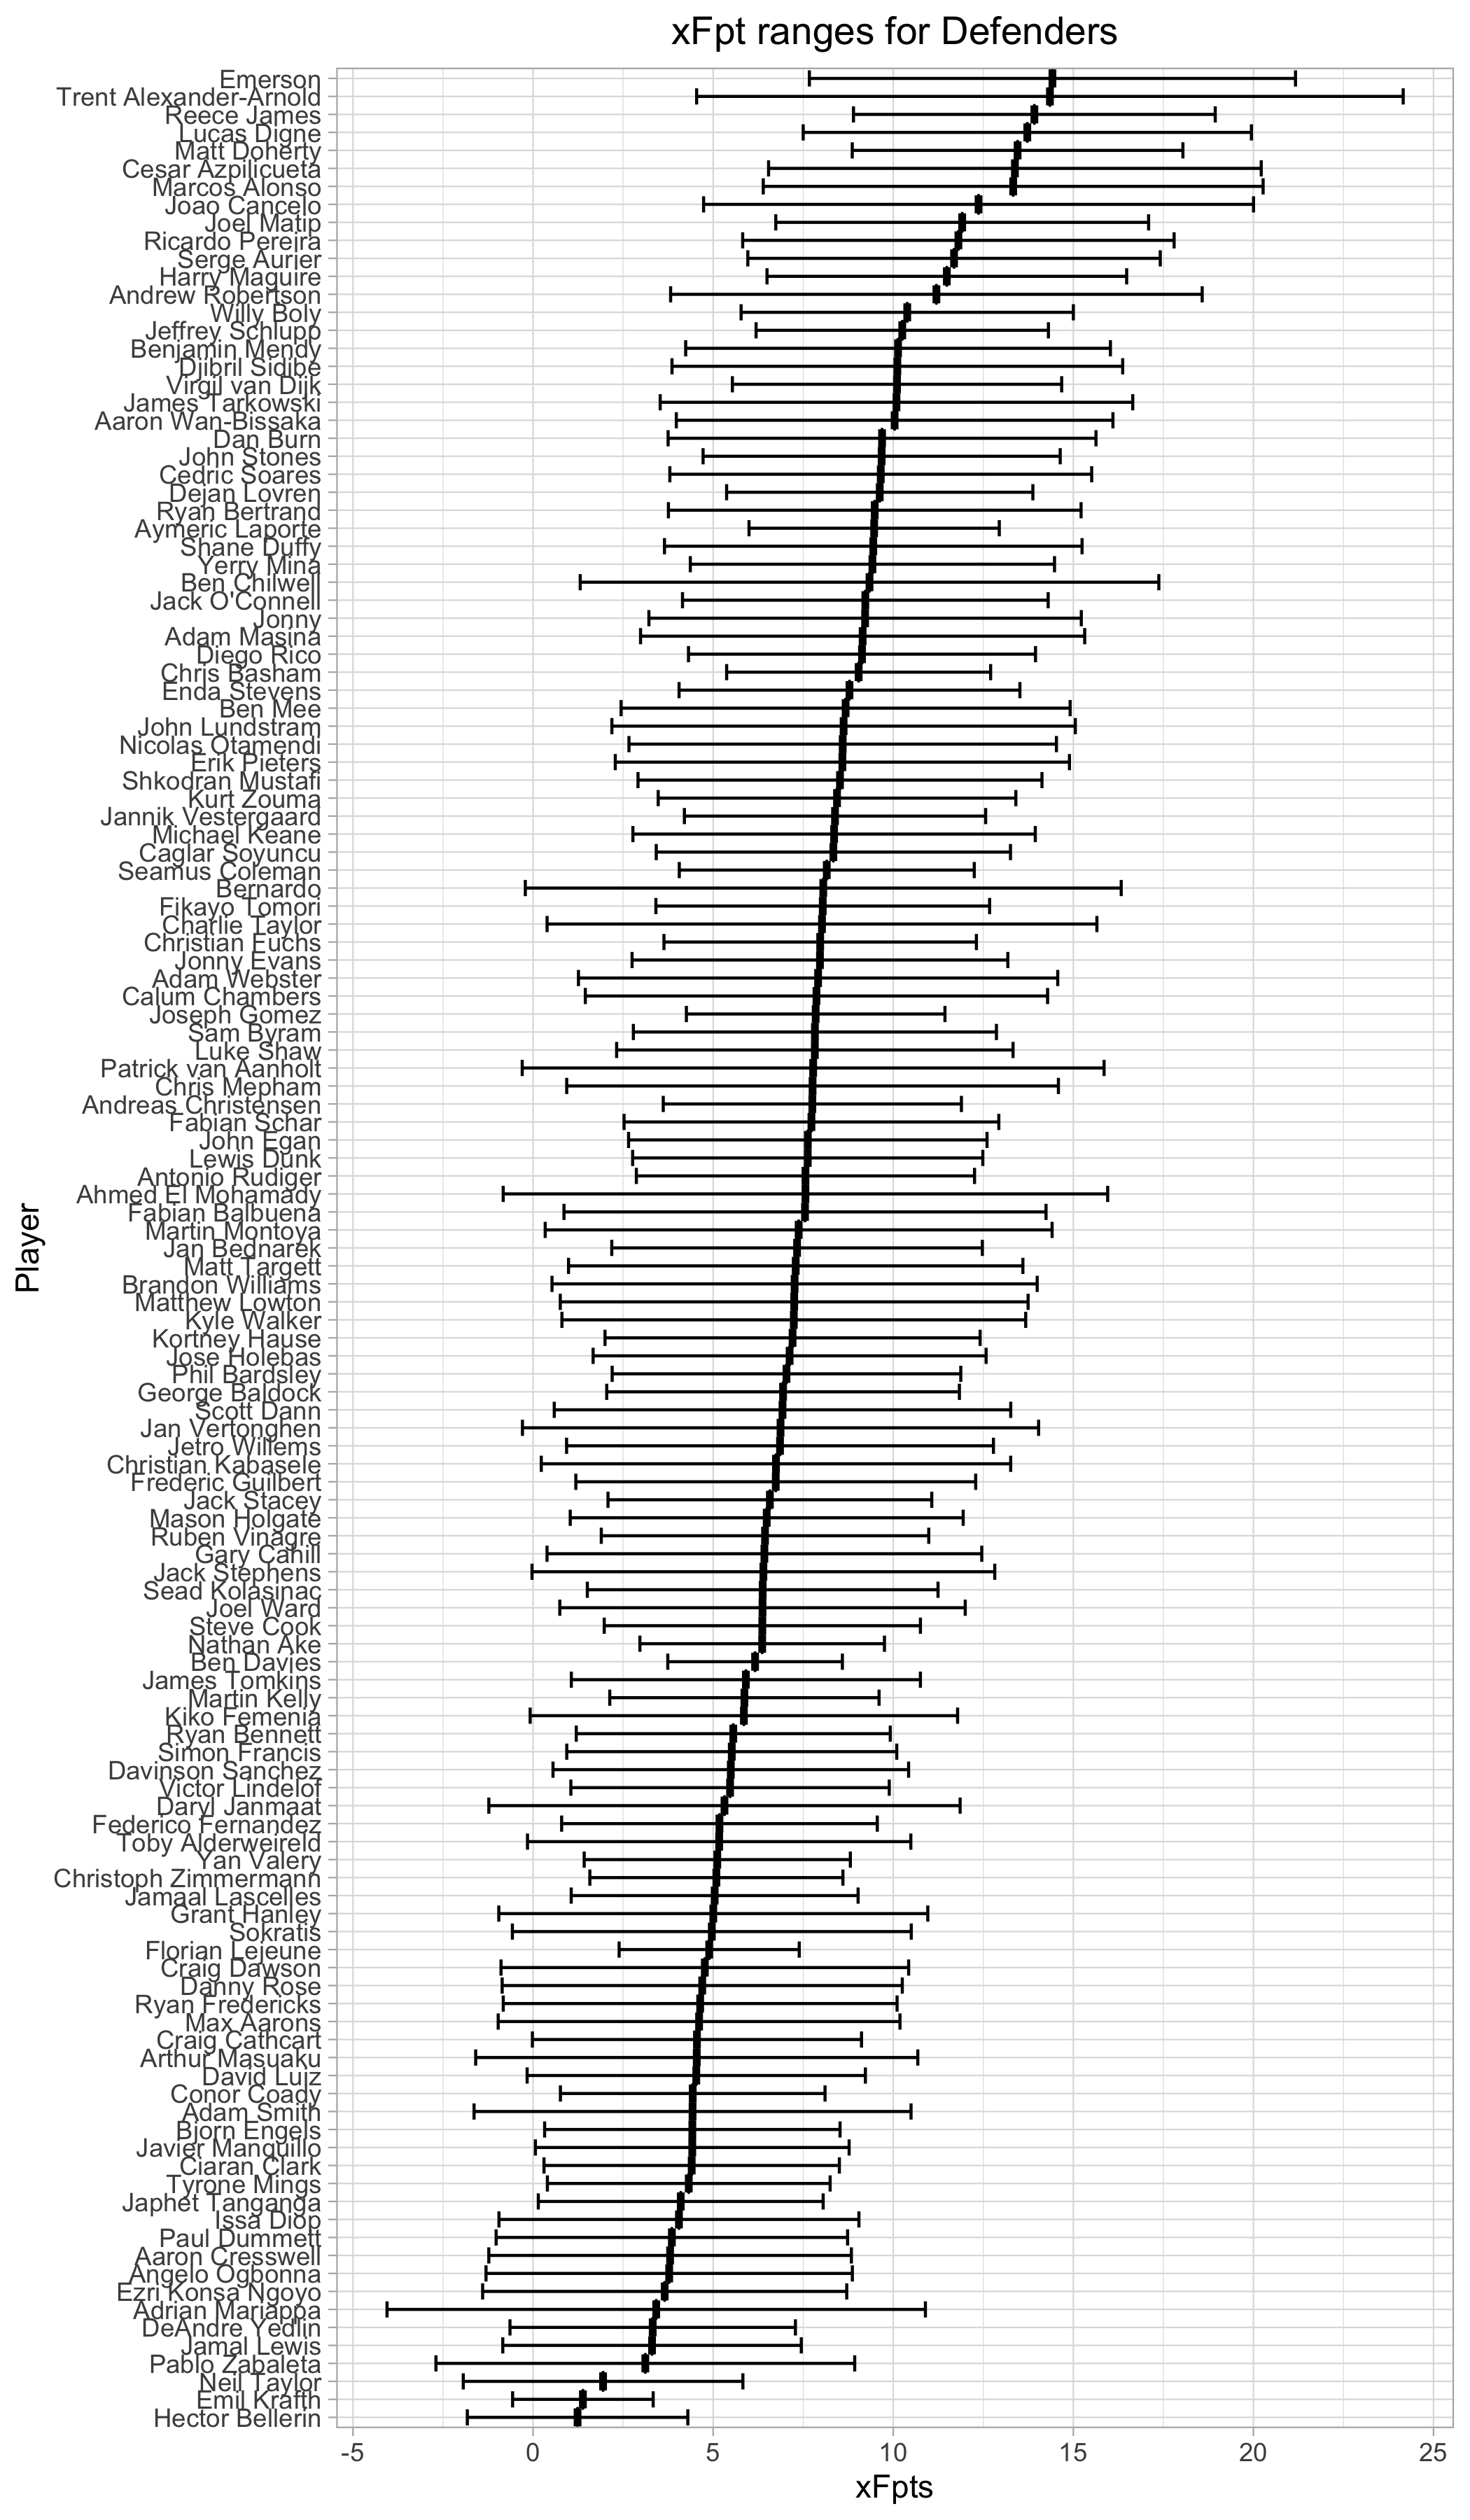 xFpt ranges for Defenders
Emerson
Trent Alexander-Arnold
Reece James
Lucas Digne
Matt Doherty
Cesar Azpilicueta
Marcos Alonso
Joao Cancelo
Joel Matip
Ricardo Pereira
Serge Aurier
Harry Maguire
Andrew Robertson
Willy Boly
Jeffrey Schlupp
Benjamin Mendy
Djibril Sidibe
Virgil van Dijk
James Tarkowski
Aaron Wan-Bissaka
Dan Burn
John Stones
Cedric Soares
Dejan Lovren
Ryan Bertrand
Aymeric Laporte
Shane Duffy
Yerry Mina
Ben Chilwell
Jack O'Connell
Jonny
Adam Masina
Diego Rico
Chris Basham
Enda Stevens
Ben Mee
John Lundstram
Nicolas Otamendi
Erik Pieters
Shkodran Mustafi
Kurt Zouma
Jannik Vestergaard
Michael Keane
Caglar Soyuncu
Seamus Coleman
Bernardo
Fikayo Tomori
Charlie Taylor
Christian Fuchs
Jonny Evans
Adam Webster
Calum Chambers
Joseph Gomez
Sam Byram
Luke Shaw
Patrick van Aanholt
Chris Mepham
Andreas Christensen
Fabian Schar
John Egan
Lewis Dunk
Antonio Rudiger
Ahmed El Mohamady
Fabian Balbuena
Martin Montoya
Jan Bednarek
Matt Targett
Brandon Williams
Matthew Lowton
Kyle Walker
Kortney Hause
Jose Holebas
Phil Bardsley
George Baldock
Scott Dann
Jan Vertonghen
Jetro Willems
Christian Kabasele
Frederic Guilbert
Jack Stacey
Mason Holgate
Ruben Vinagre
Gary Cahill
Jack Stephens
Sead Kolasinac
Joel Ward
Steve Cook
Nathan Ake
Ben Davies
James Tomkins
Martin Kelly
Kiko Femenia
Ryan Bennett
Simon Francis
Davinson Sanchez
Victor Lindelof
Daryl Janmaat
Federico Fernandez
Toby Alderweireld
Yan Valery
Christoph Zimmermann
Jamaal Lascelles
Grant Hanley
Sokratis
Florian Lejeune
Craig Dawson
Danny Rose
Ryan Fredericks
Max Aarons
Craig Cathcart
Arthur Masuaku
David Luiz
Conor Coady
Adam Smith
Bjorn Engels
Javier Manquillo
Ciaran Clark
Tyrone Mings
Japhet Tanganga
Issa Diop
Paul Dummett
Aaron Cresswell
Angelo Ogbonna
Ezri Konsa Ngoyo
Adrian Mariappa
DeAndre Yedlin
Jamal Lewis
Pablo Zabaleta
Neil Taylor
Emil Krafth
Hector Bellerin
Player
-5 0 5 10 15 20 25
xFpts